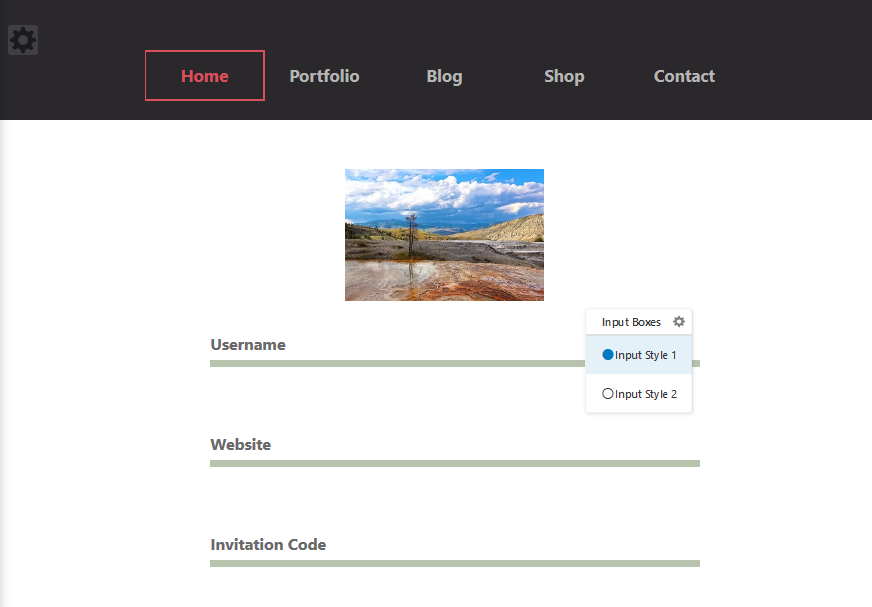 Home Portfolio Blog Shop Contact
Input Boxes
Input Style 1
Input Style 2
Username
Website
Invitation Code